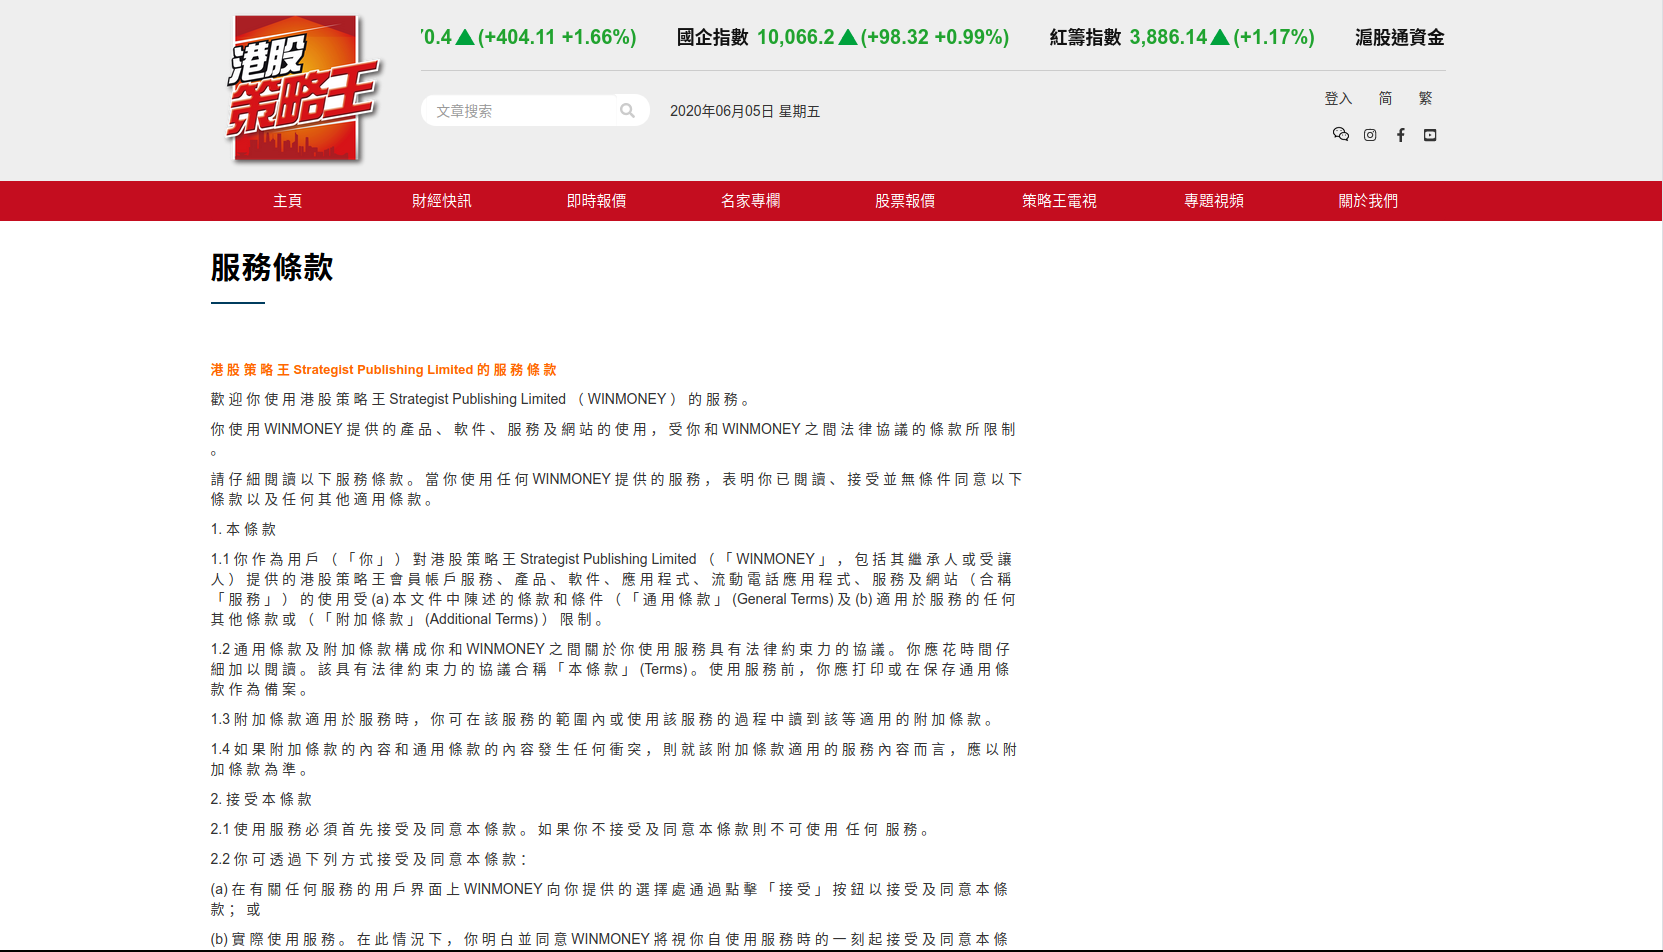 港股
策略王
70.4 ▲ (+404.11 +1.66%) 國企指數 10,066.2 ▲ (+98.32 +0.99%) 紅籌指數 3,886.14 ▲ (+1.17%) 滬股通資金
文章搜索
2020年06月05日 星期五
登入 简 繁
主頁 財經快訊 即時報價 名家專欄 股票報價 策略王電視 專題視頻 關於我們
服務條款
港股策略王 Strategist Publishing Limited 的服務條款
歡迎你使用港股策略王 Strategist Publishing Limited （ WINMONEY ） 的服務。
你使用 WINMONEY 提供的產品、軟件、服務及網站的使用，受你和 WINMONEY 之間法律協議的條款所限制
。
請仔細閱讀以下服務條款。當你使用任何 WINMONEY 提供的服務，表明你已閱讀、接受並無條件同意以下
條款以及任何其他適用條款。
1. 本條款
1.1 你作為用戶（「你」）對港股策略王 Strategist Publishing Limited （「 WINMONEY 」，包括其繼承人或受讓
人）提供的港股策略王會員帳戶服務、產品、軟件、應用程式、流動電話應用程式、服務及網站（合稱
「服務」）的使用受 (a) 本文件中陳述的條款和條件（「通用條款」 (General Terms) 及 (b) 適用於服務的任何
其他條款或（「附加條款」 (Additional Terms) ）限制。
1.2 通用條款及附加條款構成你和 WINMONEY 之間關於你使用服務具有法律約束力的協議。你應花時間仔
細加以閱讀。該具有法律約束力的協議合稱「本條款」 (Terms) 。使用服務前，你應打印或在保存通用條
款作為備案。
1.3 附加條款適用於服務時，你可在該服務的範圍內或使用該服務的過程中讀到該等適用的附加條款。
1.4 如果附加條款的內容和通用條款的內容發生任何衝突，則就該附加條款適用的服務內容而言，應以附
加條款為準。
2. 接受本條款
2.1 使用服務必須首先接受及同意本條款。如果你不接受及同意本條款則不可使用 任何 服務。
2.2 你可透過下列方式接受及同意本條款：
(a) 在有關任何服務的用戶界面上 WINMONEY 向你提供的選擇處通過點擊「接受」按鈕以接受及同意本條
款；或
(b) 實際使用服務。在此情況下，你明白並同意 WINMONEY 將視你自使用服務時的一刻起接受及同意本條